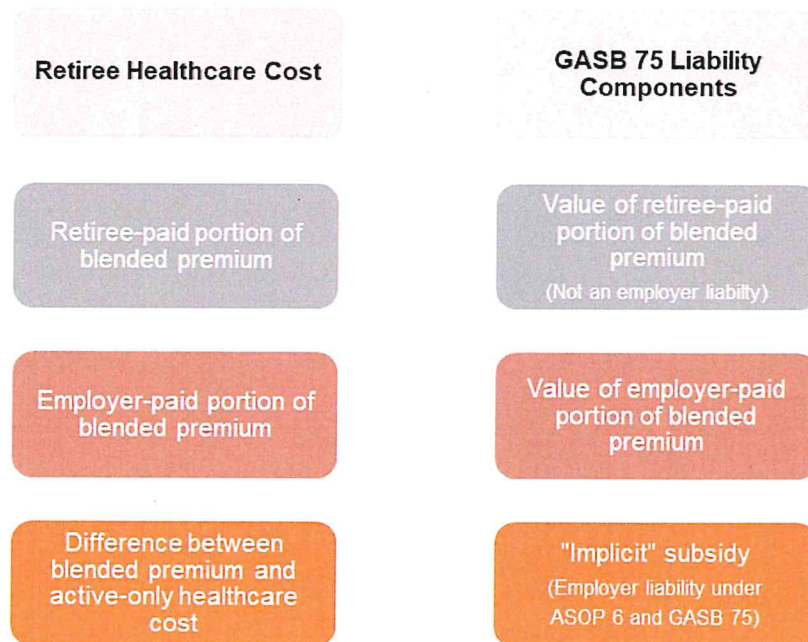 Retiree Healthcare Cost
GASB 75 Liability
Components
Retiree-paid portion of
blended premium
Value of retiree-paid
portion of blended
premium
(Not an employer liabilty)
Employer-paid portion of
blended premium
Value of employer-paid
portion of blended
premium
Difference between
blended premium and
active-only healthcare
cost
"Implicit" subsidy
(Employer liability under
ASOP 6 and GASB 75)